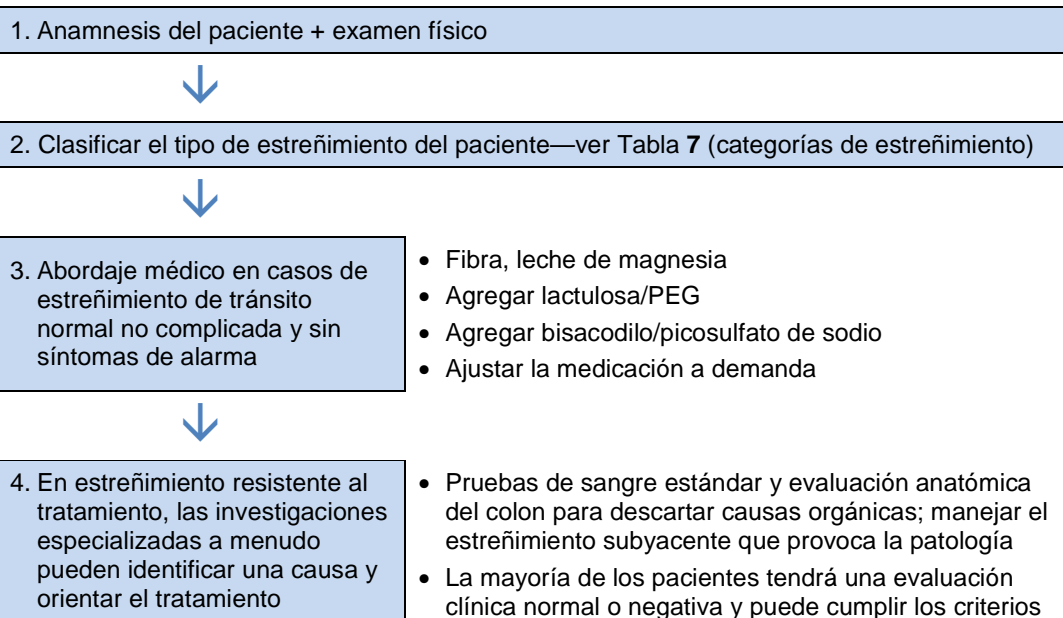 1. Anamnesis del paciente + examen físico
2. Clasificar el tipo de estreñimiento del paciente—ver Tabla 7 (categorías de estreñimiento)
3. Abordaje médico en casos de
estreñimiento de tránsito
normal no complicada y sin
síntomas de alarma
• Fibra, leche de magnesia
• Agregar lactulosa/PEG
• Agregar bisacodilo/picosulfato de sodio
• Ajustar la medicación a demanda
4. En estreñimiento resistente al
tratamiento, las investigaciones
especializadas a menudo
pueden identificar una causa y
orientar el tratamiento
• Pruebas de sangre estándar y evaluación anatómica
del colon para descartar causas orgánicas; manejar el
estreñimiento subyacente que provoca la patología
• La mayoría de los pacientes tendrá una evaluación
clínica normal o negativa y puede cumplir los criterios